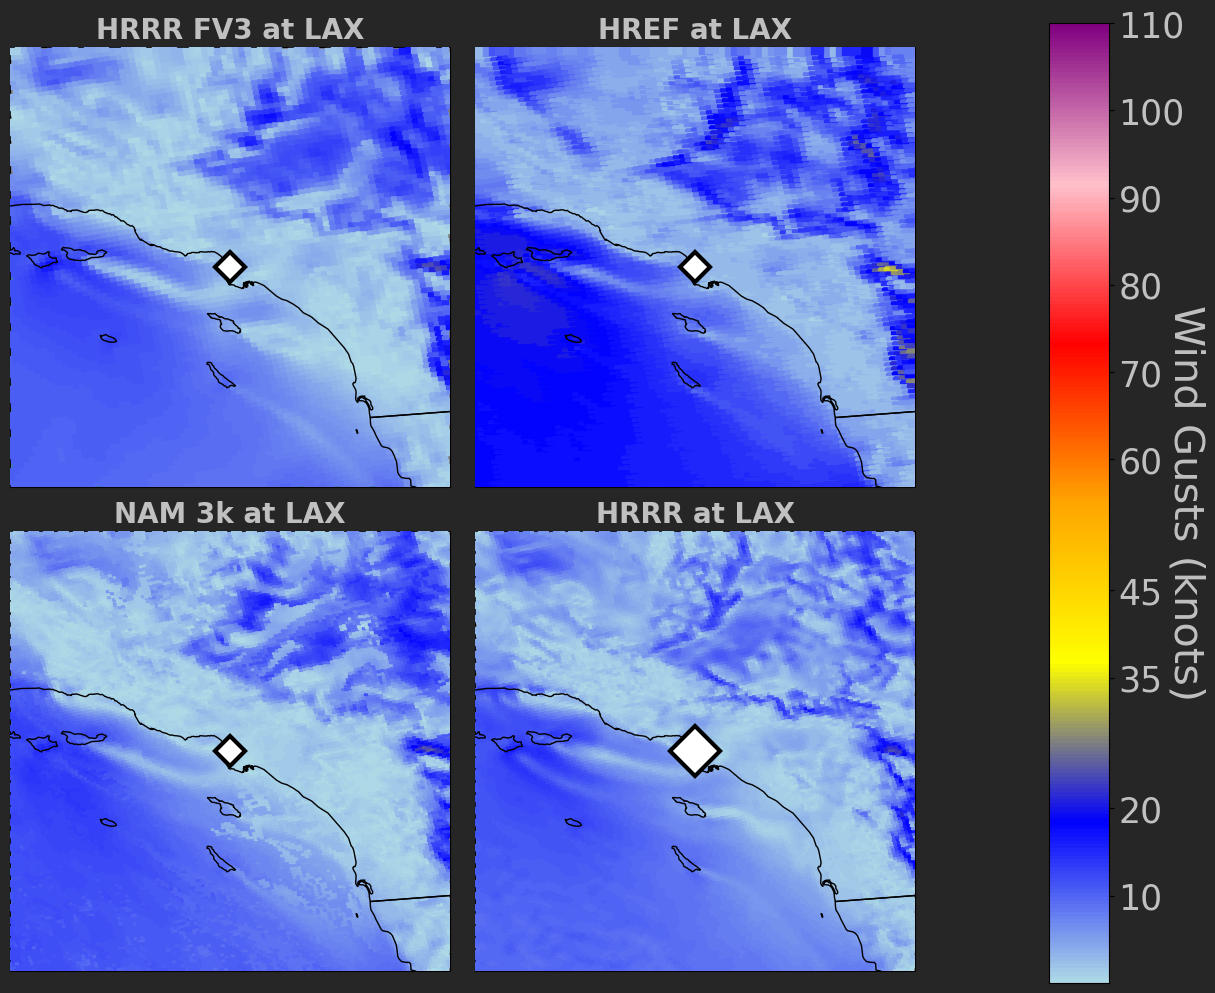 HRRR FV3 at LAX
HREF at LAX
NAM 3k at LAX
HRRR at LAX
110
100
90
80
70
60
45
35
20
10
Wind Gusts (knots)